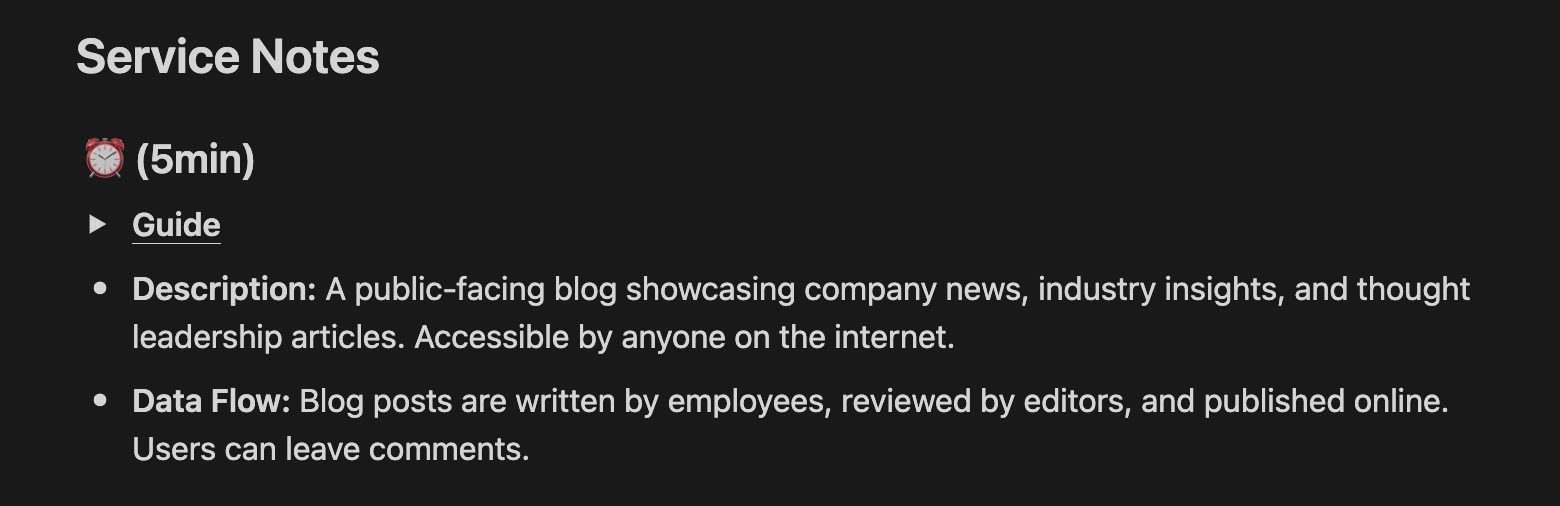 Service Notes
⏰ (5min)
Guide
Description: A public-facing blog showcasing company news, industry insights, and thought
leadership articles. Accessible by anyone on the internet.
Data Flow: Blog posts are written by employees, reviewed by editors, and published online.
Users can leave comments.